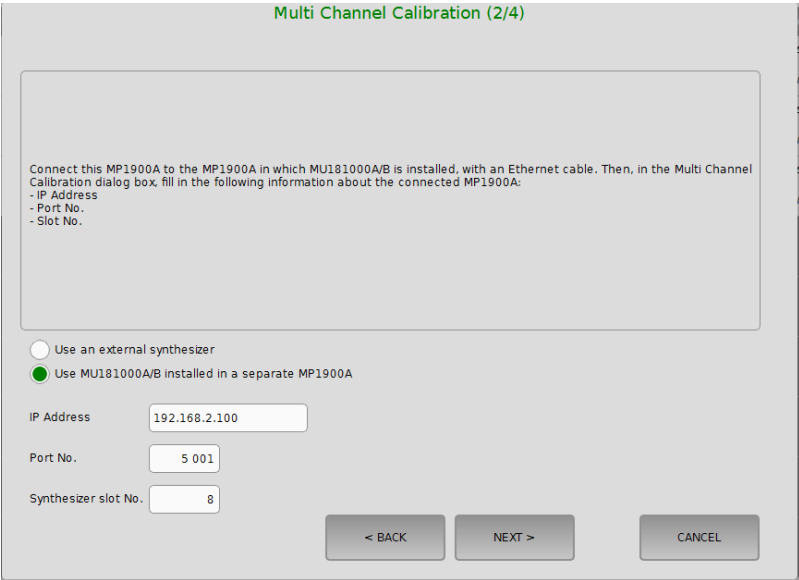 Multi Channel Calibration (2/4)
Connect this MP1900A to the MP1900A in which MU181000A/B is installed, with an Ethernet cable. Then, in the Multi Channel
Calibration dialog box, fill in the following information about the connected MP1900A:
- IP Address
- Port No.
- Slot No.
Use an external synthesizer
Use MU181000A/B installed in a separate MP1900A
IP Address 192.168.2.100
Port No. 5 001
Synthesizer slot No. 8
< BACK NEXT > CANCEL